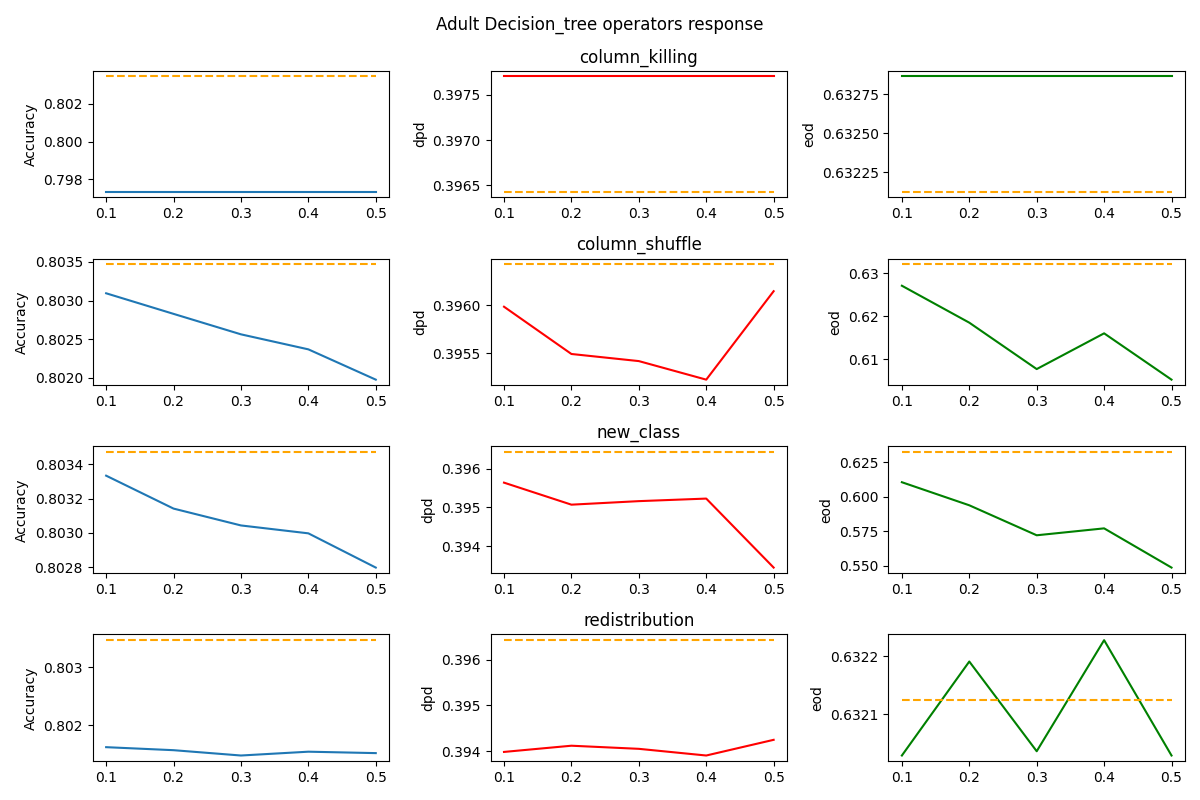 Adult Decision_tree operators response
column_killing
Accuracy
0.802
0.800
0.798
0.1 0.2 0.3 0.4 0.5
dpd
0.3975
0.3970
0.3965
0.1 0.2 0.3 0.4 0.5
eod
0.63275
0.63250
0.63225
0.1 0.2 0.3 0.4 0.5
column_shuffle
Accuracy
0.8035
0.8030
0.8025
0.8020
0.1 0.2 0.3 0.4 0.5
dpd
0.3960
0.3955
0.1 0.2 0.3 0.4 0.5
eod
0.63
0.62
0.61
0.1 0.2 0.3 0.4 0.5
new_class
Accuracy
0.8034
0.8032
0.8030
0.8028
0.1 0.2 0.3 0.4 0.5
dpd
0.396
0.395
0.394
0.1 0.2 0.3 0.4 0.5
eod
0.625
0.600
0.575
0.550
0.1 0.2 0.3 0.4 0.5
redistribution
Accuracy
0.803
0.802
0.1 0.2 0.3 0.4 0.5
dpd
0.396
0.395
0.394
0.1 0.2 0.3 0.4 0.5
eod
0.6322
0.6321
0.1 0.2 0.3 0.4 0.5